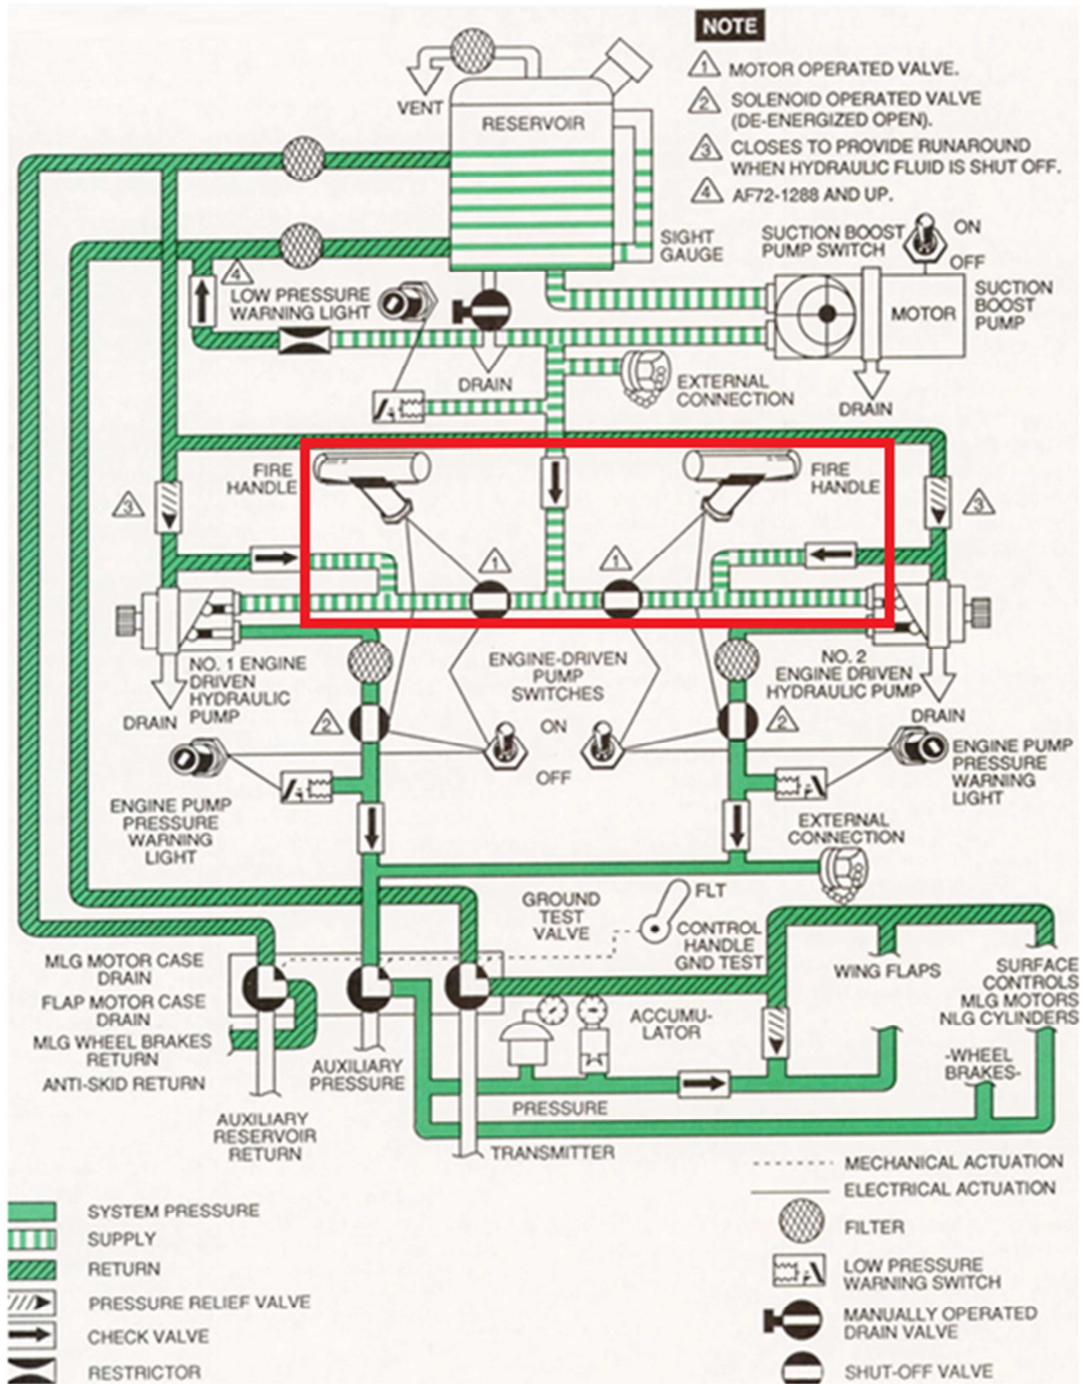 NOTE
1 MOTOR OPERATED VALVE.
2 SOLENOID OPERATED VALVE
(DE-ENERGIZED OPEN).
3 CLOSES TO PROVIDE RUNAROUND
WHEN HYDRAULIC FLUID IS SHUT OFF.
4 AF72-1288 AND UP.
VENT
RESERVOIR
SIGHT
GAUGE
SUCTION BOOST
PUMP SWITCH
ON
OFF
MOTOR
SUCTION
BOOST
PUMP
4
LOW PRESSURE
WARNING LIGHT
DRAIN
EXTERNAL
CONNECTION
DRAIN
FIRE
HANDLE
FIRE
HANDLE
3
3
1
1
NO. 1 ENGINE
DRIVEN
HYDRAULIC
PUMP
DRAIN
ENGINE-DRIVEN
PUMP
SWITCHES
ON
OFF
NO. 2
ENGINE DRIVEN
HYDRAULIC PUMP
DRAIN
2
2
ENGINE PUMP
PRESSURE
WARNING
LIGHT
ENGINE PUMP
PRESSURE
WARNING
LIGHT
EXTERNAL
CONNECTION
GROUND
TEST
VALVE
FLT
CONTROL
HANDLE
GND TEST
MLG MOTOR CASE
DRAIN
FLAP MOTOR CASE
DRAIN
MLG WHEEL BRAKES
RETURN
ANTI-SKID RETURN
AUXILIARY
RESERVOIR
RETURN
AUXILIARY
PRESSURE
ACCUMU-
LATOR
WING FLAPS
SURFACE
CONTROLS
MLG MOTORS
NLG CYLINDERS
-WHEEL
BRAKES-
PRESSURE
TRANSMITTER
SYSTEM PRESSURE
SUPPLY
RETURN
PRESSURE RELIEF VALVE
CHECK VALVE
RESTRICTOR
MECHANICAL ACTUATION
ELECTRICAL ACTUATION
FILTER
LOW PRESSURE
WARNING SWITCH
MANUALLY OPERATED
DRAIN VALVE
SHUT-OFF VALVE